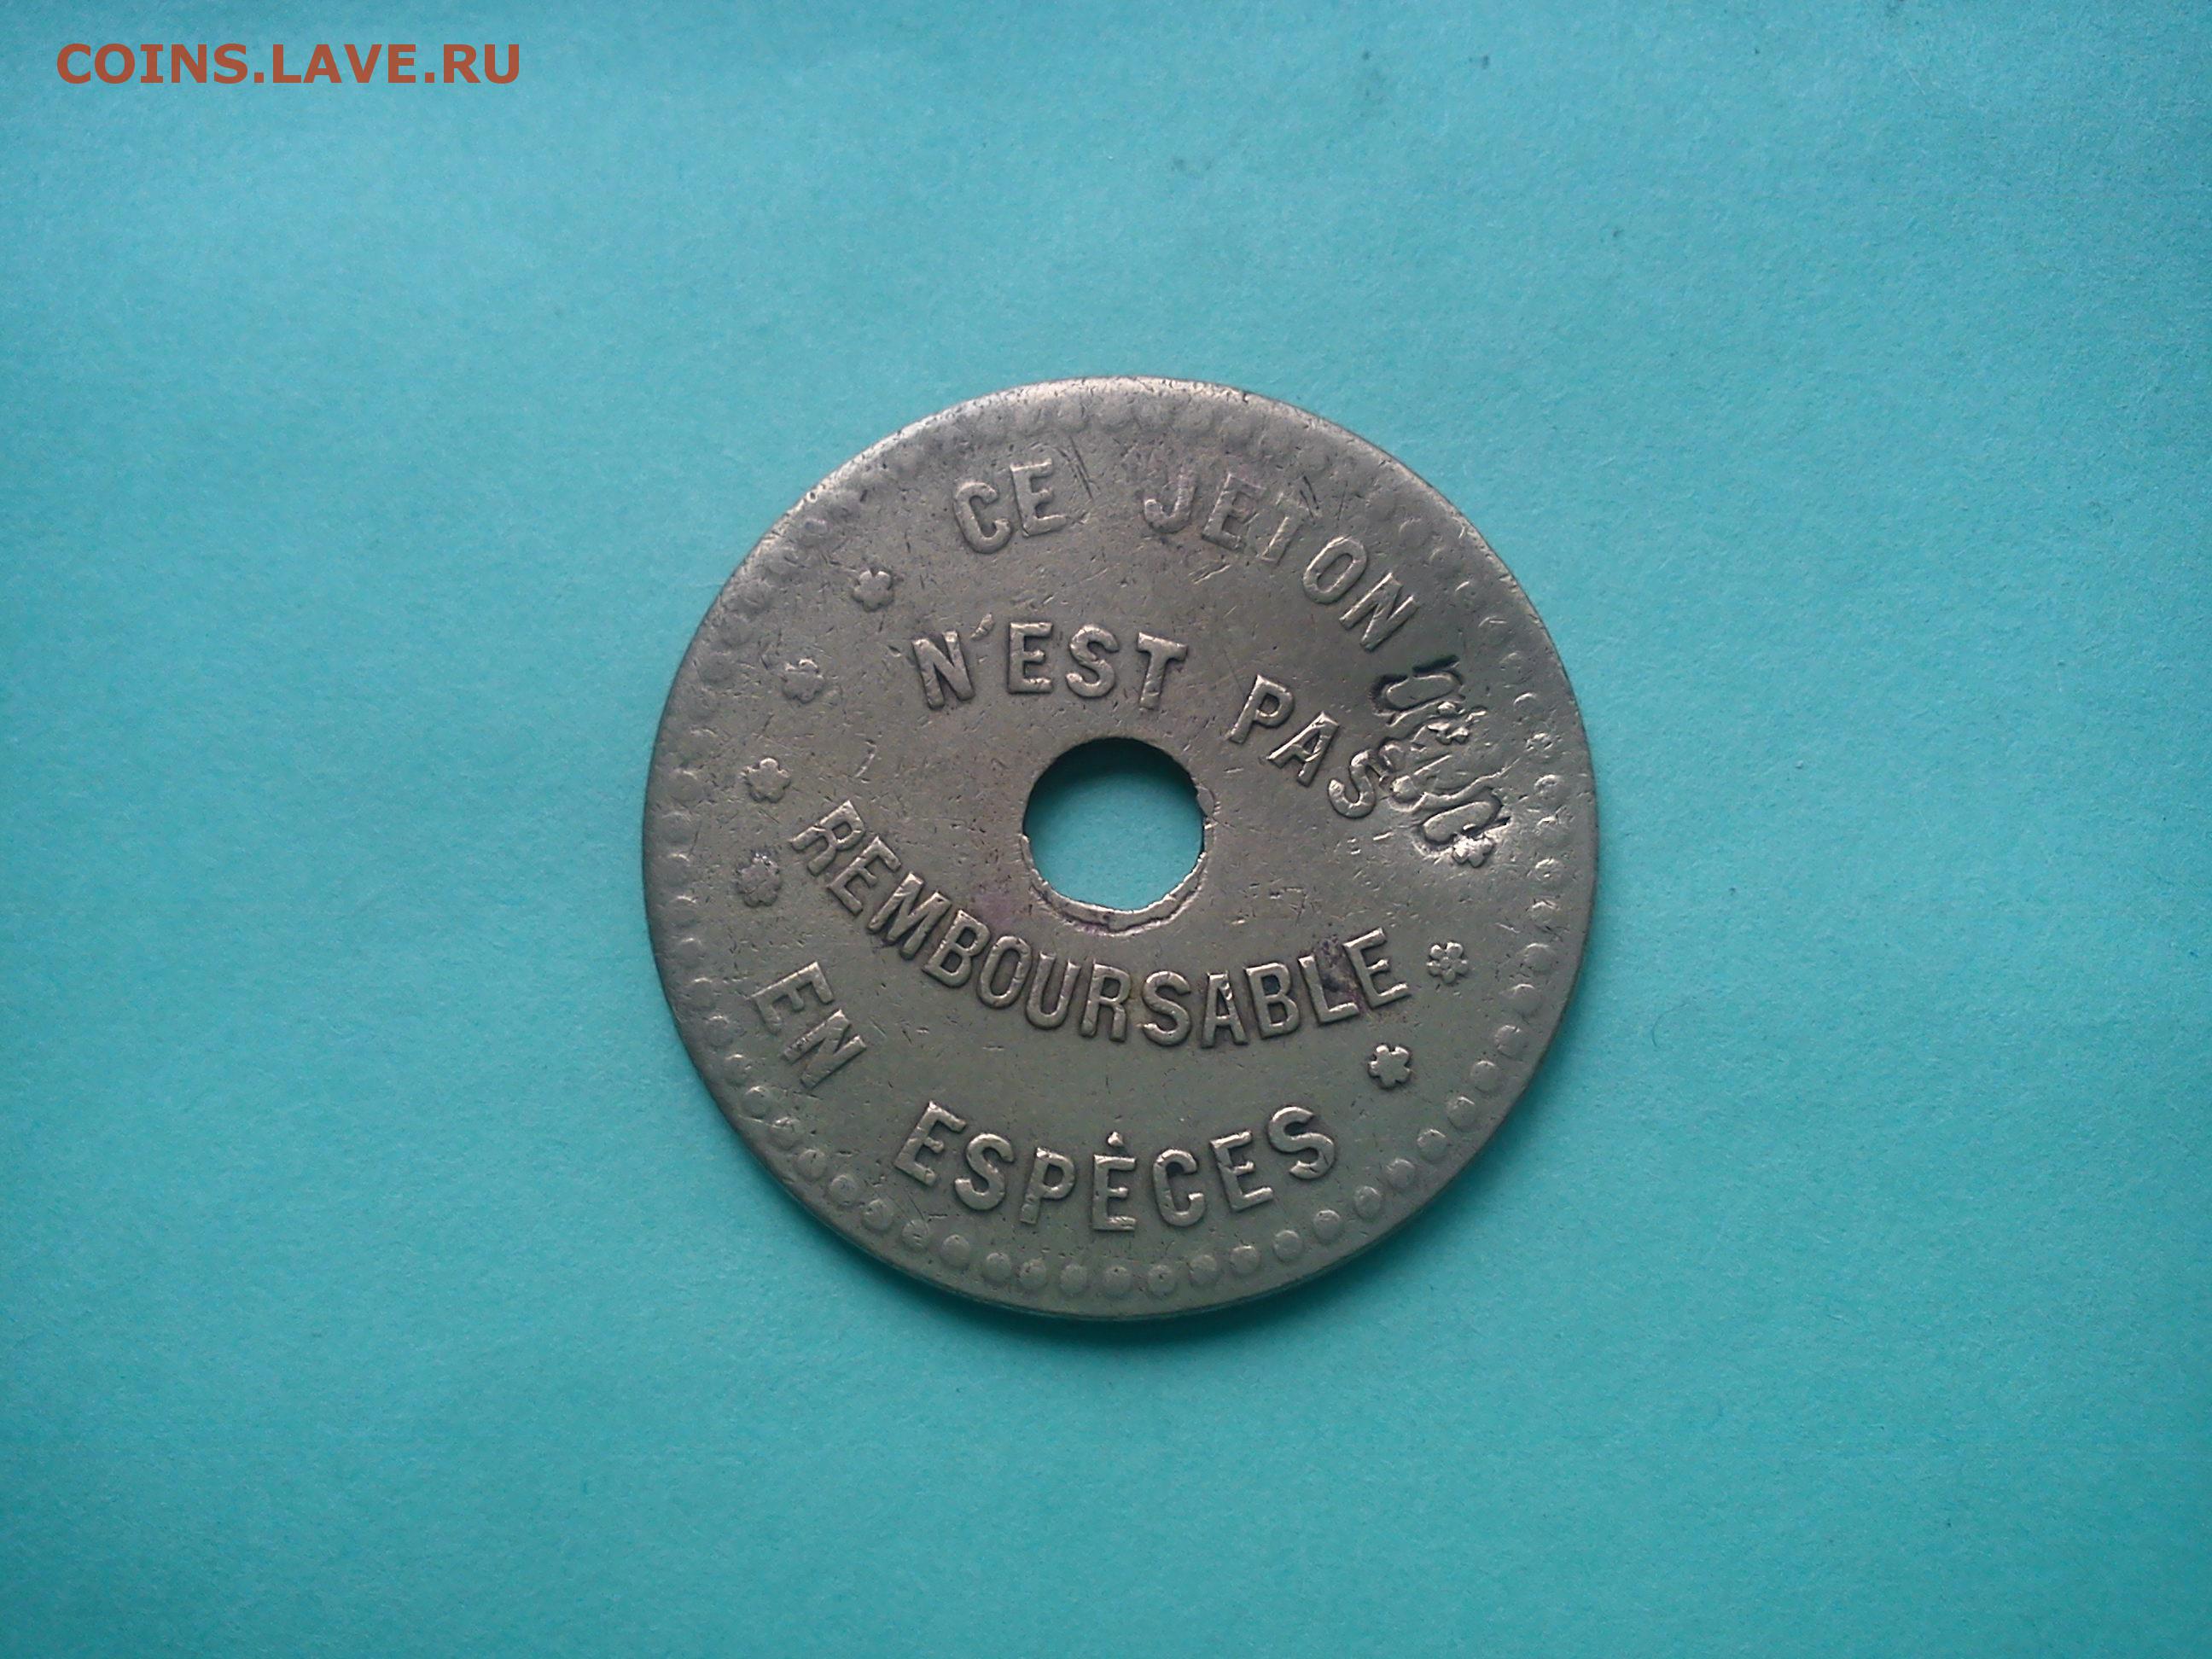 COINS.LAVE.RU
CE JETON
N'EST PAS
REMBOURSABLE
EN ESPÈCES